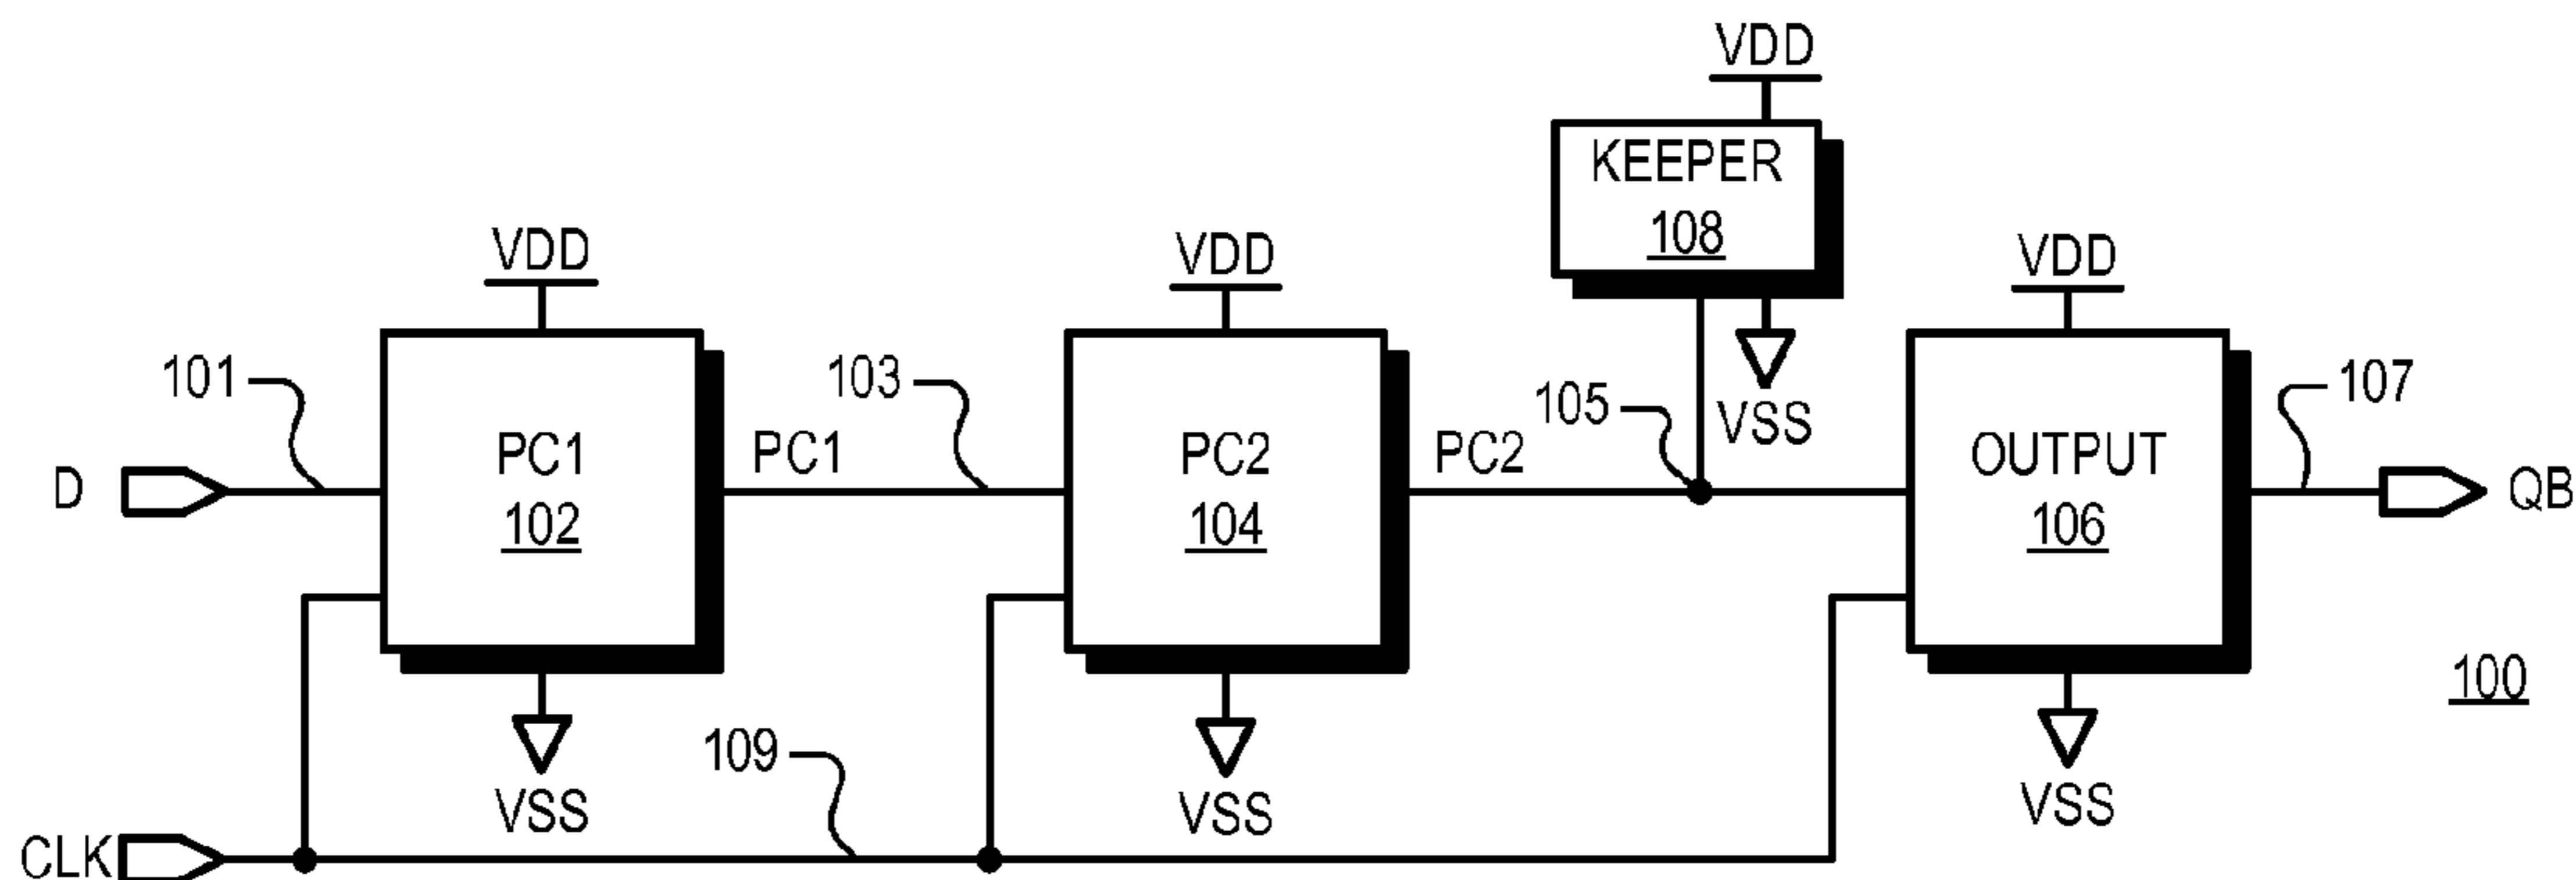 VDD
KEEPER
108
VDD
VDD
VDD
101
103
105
VSS
107
D
PC1
102
PC1
PC2
104
PC2
OUTPUT
106
QB
100
109
VSS
VSS
VSS
CLK